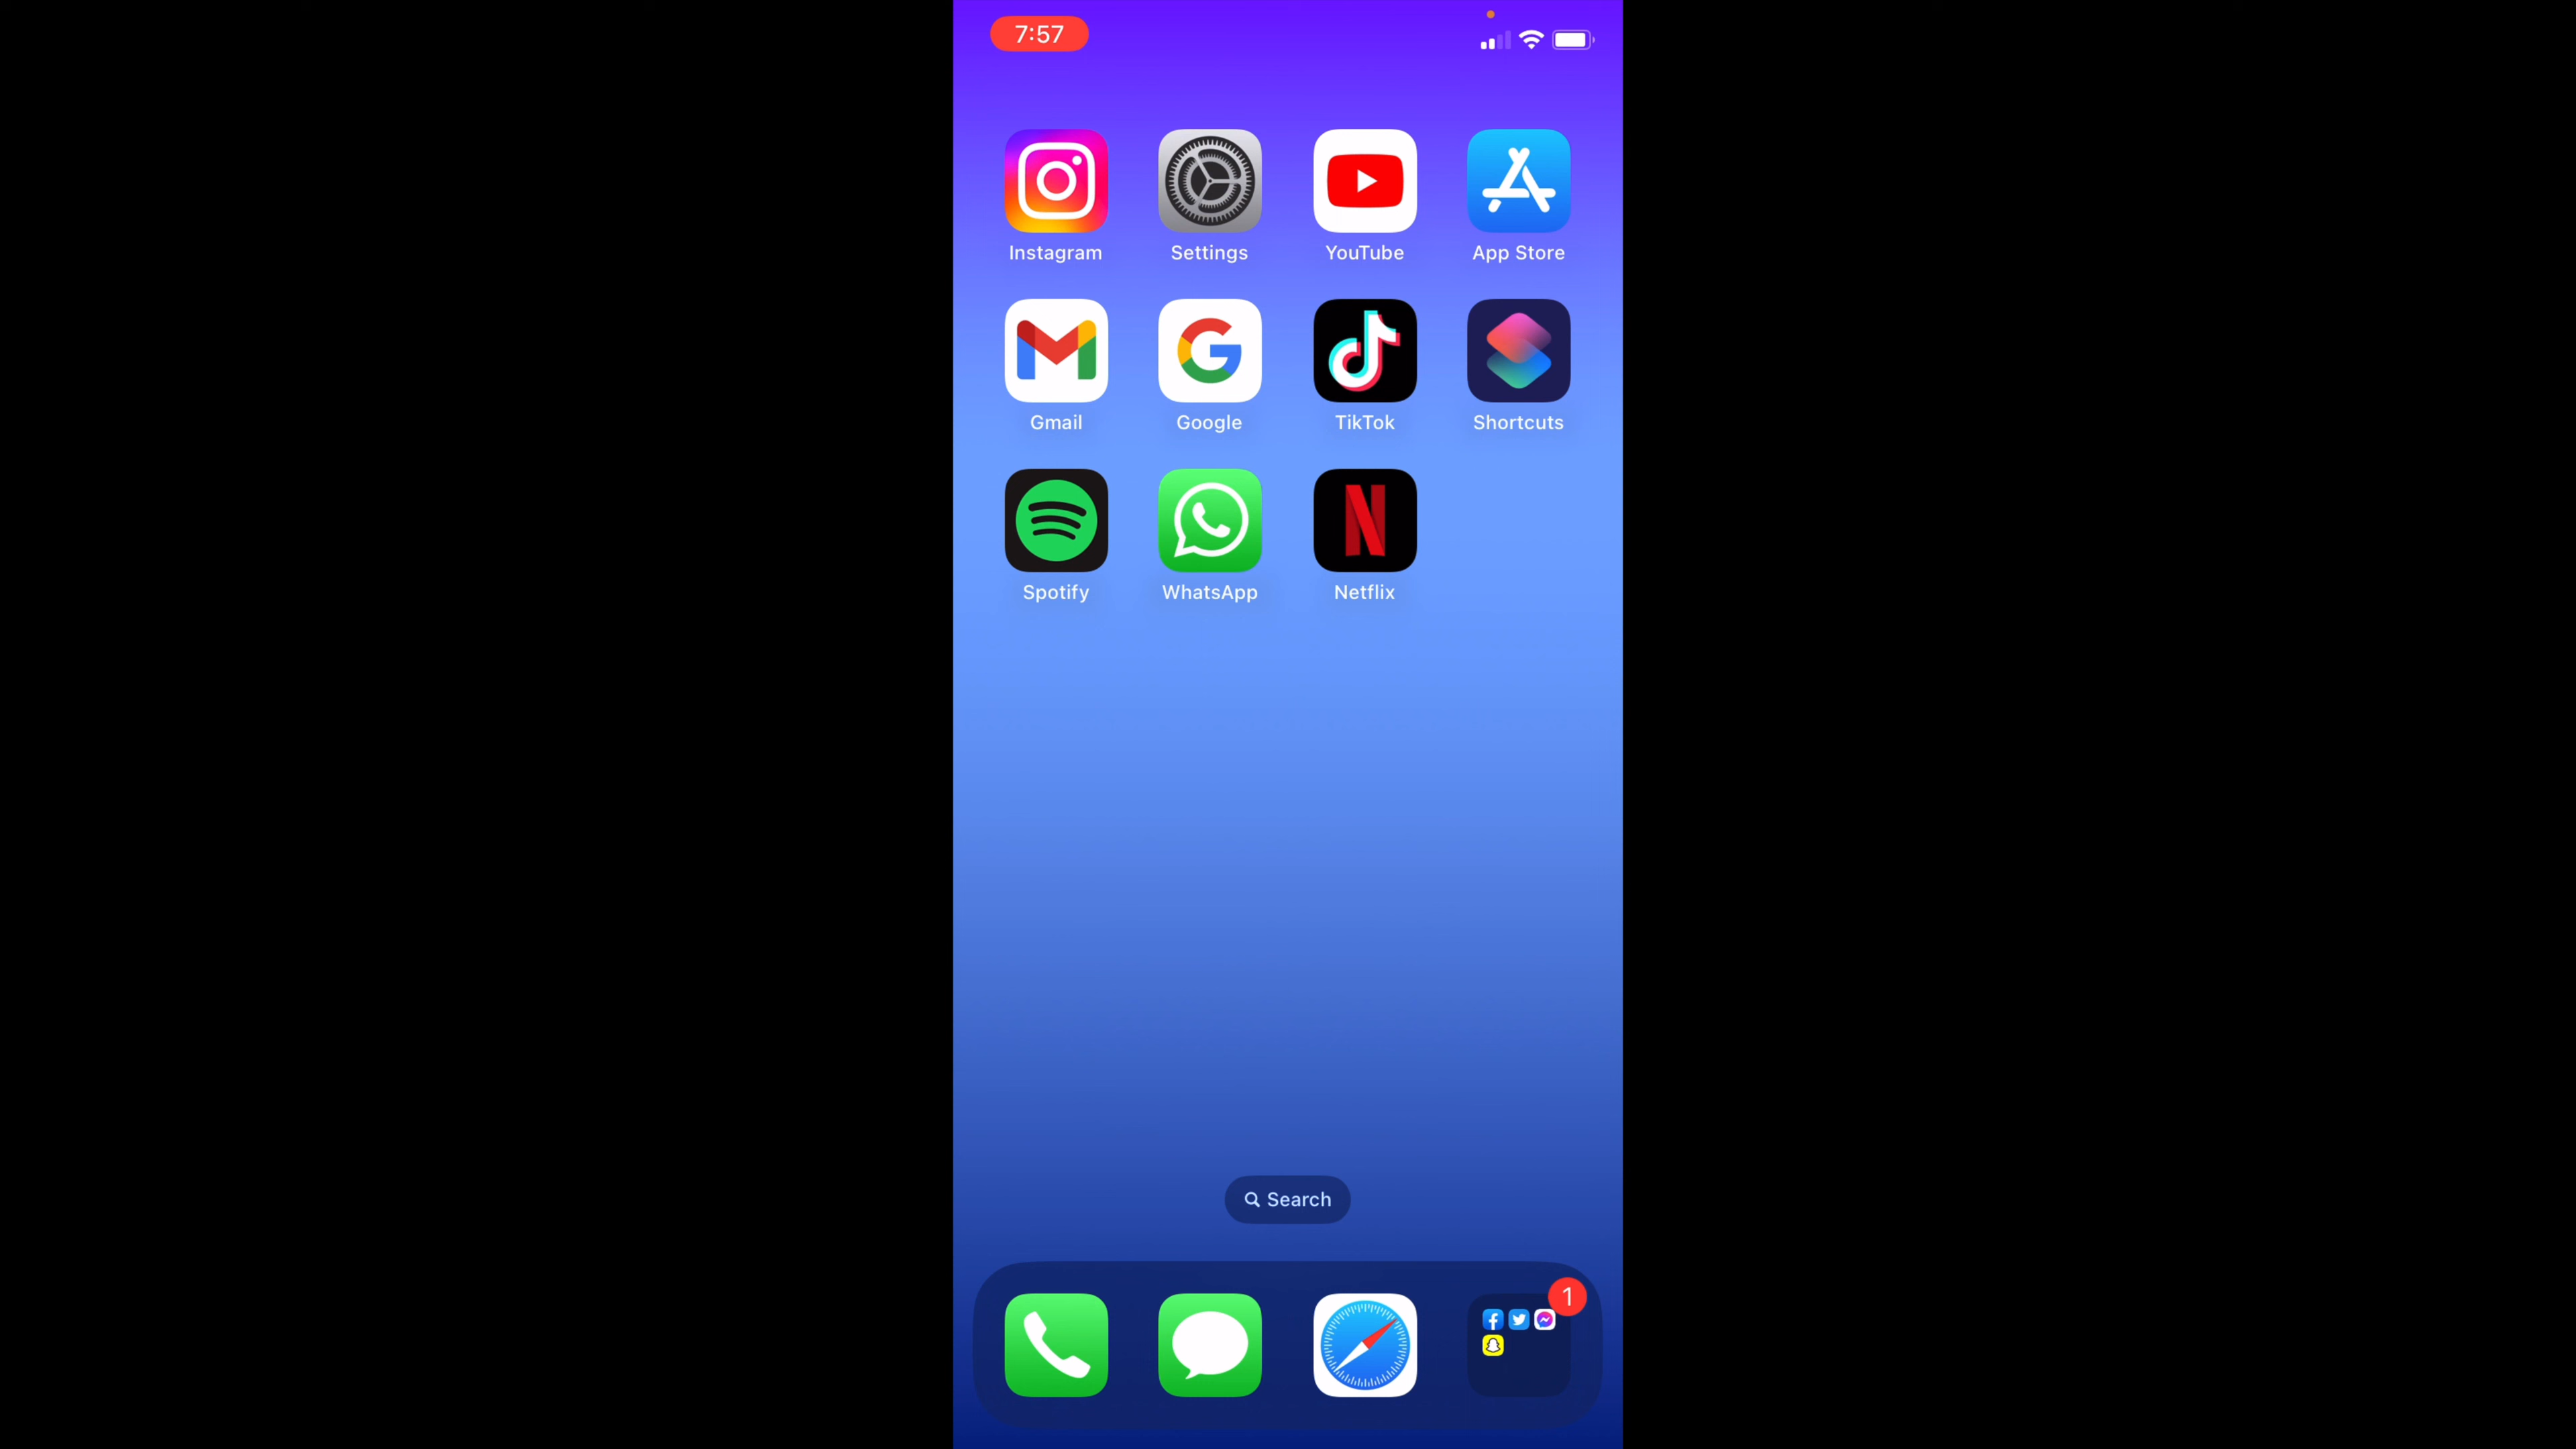 7:57
Instagram Settings YouTube App Store
Gmail Google TikTok Shortcuts
Spotify WhatsApp Netflix
Search
1